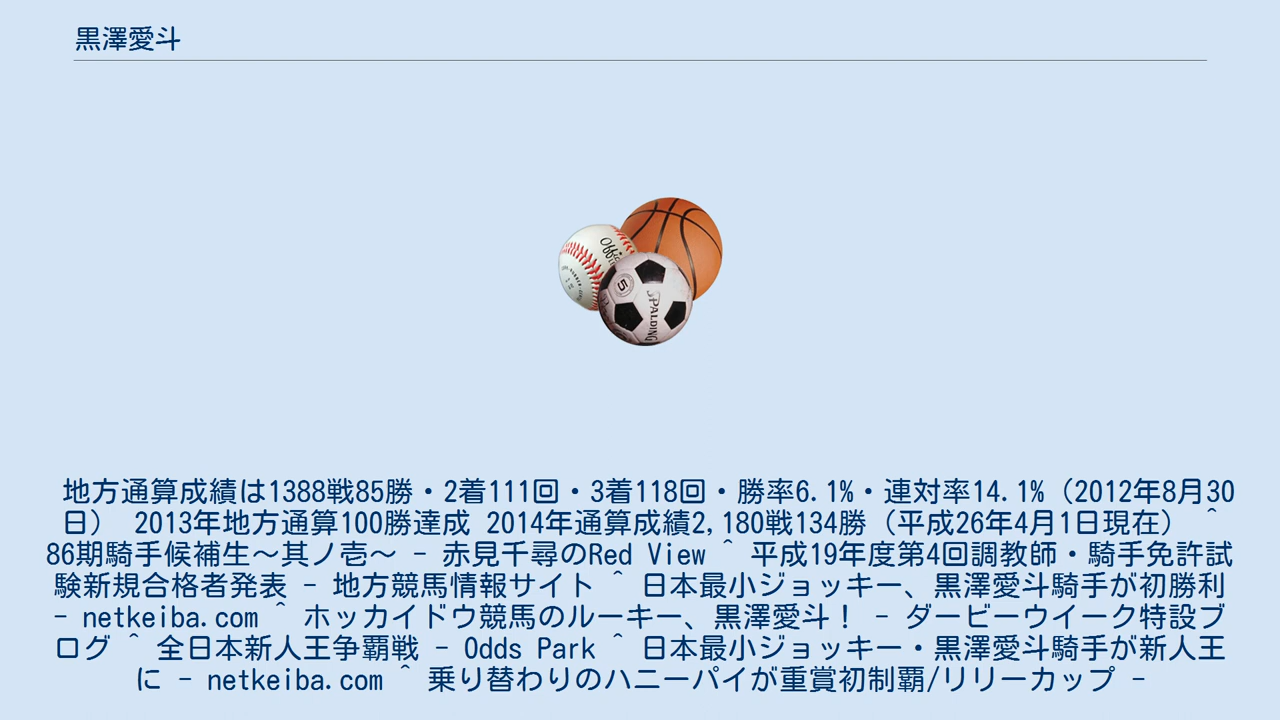 黒澤愛斗
Offi
5
SPALDING
地方通算成績は1388戦85勝・2着111回・3着118回・勝率6.1%・連対率14.1%（2012年8月30
日） 2013年地方通算100勝達成 2014年通算成績2,180戦134勝（平成26年4月1日現在） ^
86期騎手候補生〜其ノ壱〜 - 赤見千尋のRed View ^ 平成19年度第4回調教師・騎手免許試
験新規合格者発表 - 地方競馬情報サイト ^ 日本最小ジョッキー、黒澤愛斗騎手が初勝利
- netkeiba.com ^ ホッカイドウ競馬のルーキー、黒澤愛斗！ - ダービーウイーク特設ブ
ログ ^ 全日本新人王争覇戦 - Odds Park ^ 日本最小ジョッキー・黒澤愛斗騎手が新人王
に - netkeiba.com ^ 乗り替わりのハニーパイが重賞初制覇/リリーカップ -